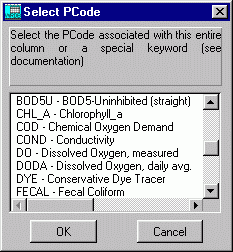 Select PCode
Select the PCode associated with this entire
column or a special keyword (see
documentation)
BOD5U - BOD5-Uninhibited (straight)
CHL_A - Chlorophyll_a
COD - Chemical Oxygen Demand
COND - Conductivity
DO - Dissolved Oxygen, measured
DODA - Dissolved Oxygen, daily avg.
DYE - Conservative Dye Tracer
FECAL - Fecal Coliform
OK
Cancel